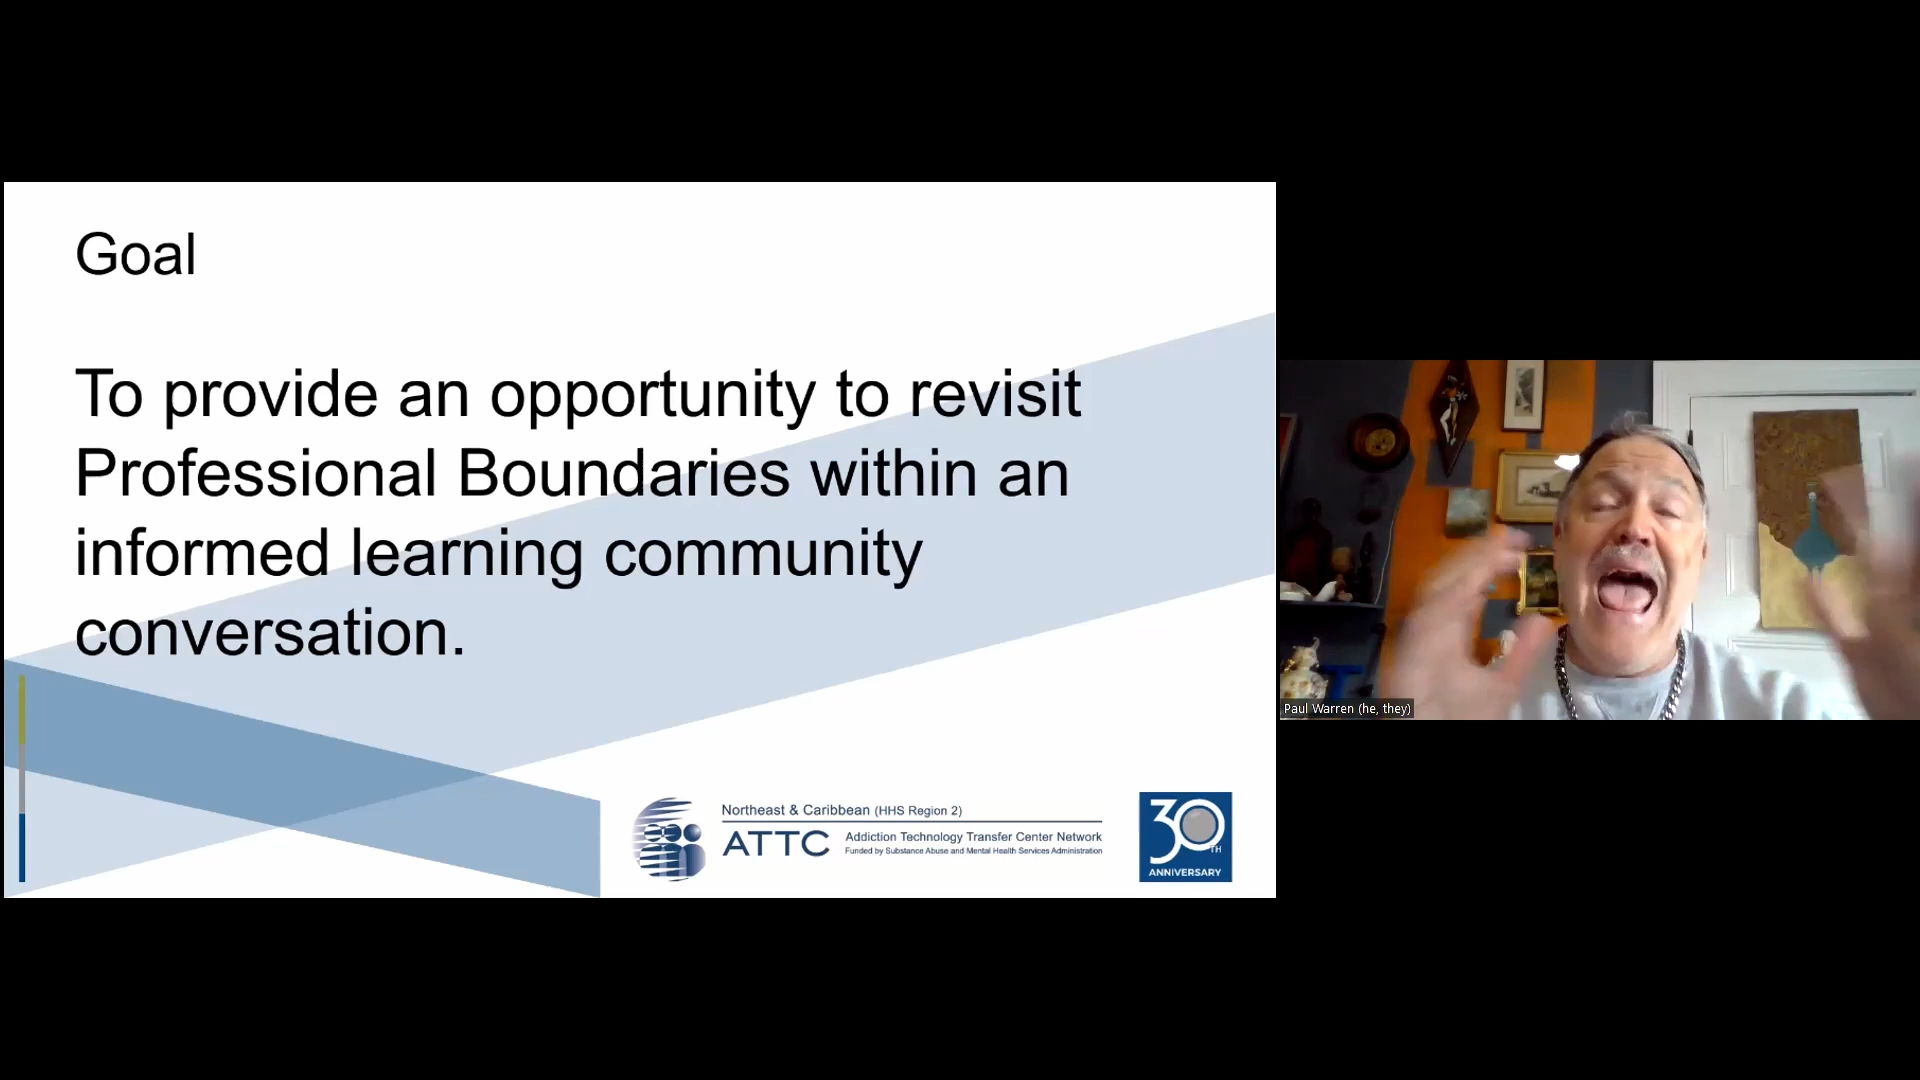 Goal
To provide an opportunity to revisit
Professional Boundaries within an
informed learning community
conversation.
Northeast & Caribbean (HHS Region 2)
ATTC
Addiction Technology Transfer Center Network
Funded by Substance Abuse and Mental Health Services Administration
30TH
ANNIVERSARY
Paul Warren (he, they)